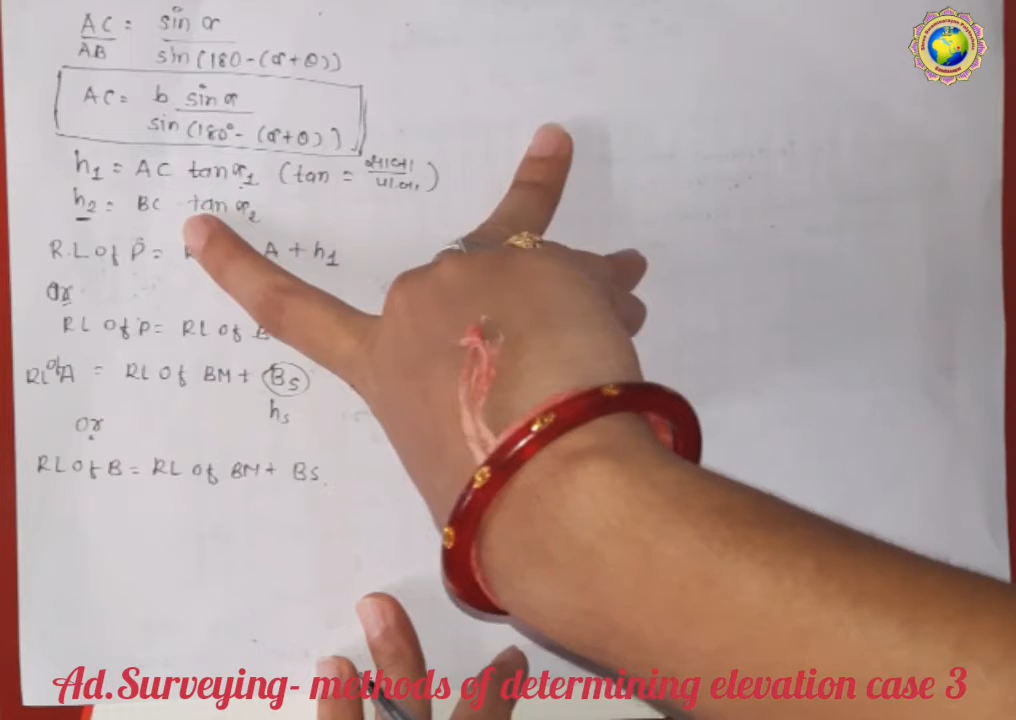 AC/AB = sin α / sin(180-(α+θ))
AC = b sin α / sin(180°-(α+θ))
h₁ = AC tan α₁ (tan = સામેની / પાસેની)
h₂ = BC tan α₂
R.L of P = A + h₁
Or
RL of P = RL of B
RL of A = RL of BM + Bs
hs
Or
RL of B = RL of BM + Bs.
Ad.Surveying- methods of determining elevation case 3